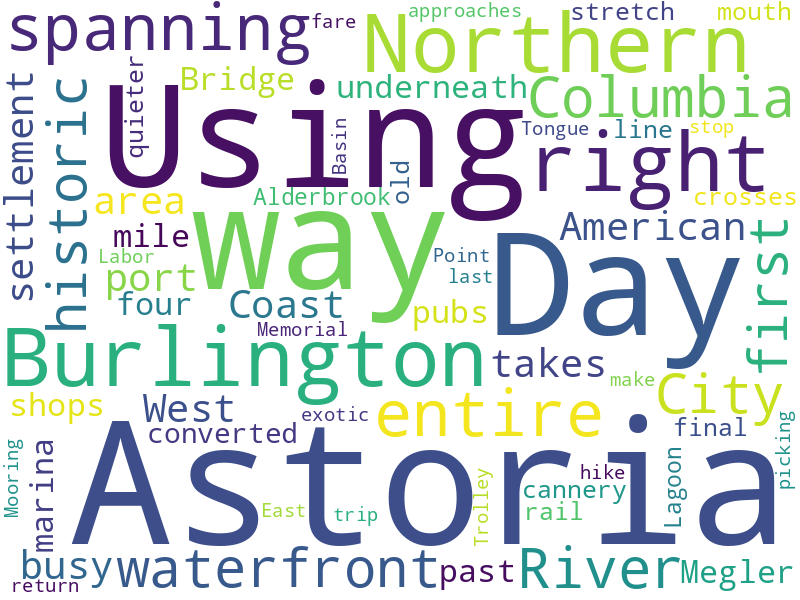 approaches
stretch
mouth
spanning
fare
Northern
quieter
Bridge
underneath
Columbia
settlement
historic
Using
Basin
Tongue
line
stop
right
old
area
Alderbrook
crosses
mile
way
American
first
Labor
port
Point
last
Day
four
Coast
pubs
Memorial
Burlington
takes
make
City
shops
West
exotic
entire
final
picking
converted
Mooring
marina
Astoria
hike
cannery
Lagoon
East
trip
Trolley
rail
busy
waterfront
past
River
Megler
return